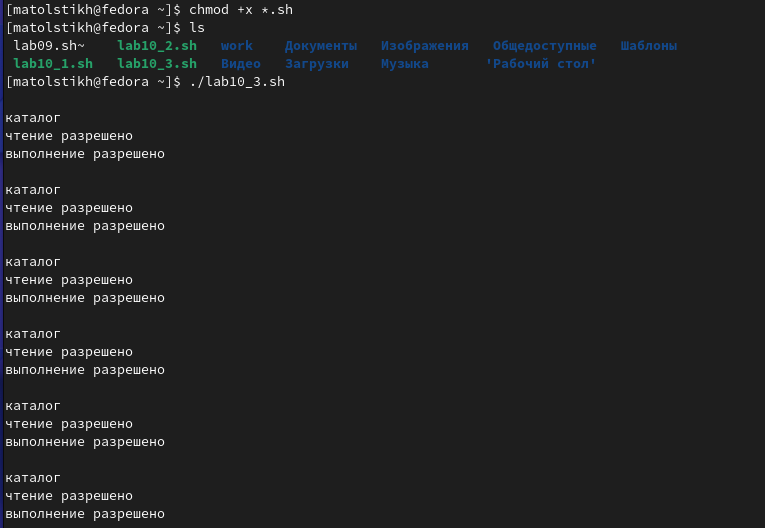 [matolstikh@fedora ~]$ chmod +x *.sh
[matolstikh@fedora ~]$ ls
lab09.sh~ lab10_2.sh work Документы Изображения Общедоступные Шаблоны
lab10_1.sh lab10_3.sh Видео Загрузки Музыка 'Рабочий стол'
[matolstikh@fedora ~]$ ./lab10_3.sh
каталог
чтение разрешено
выполнение разрешено
каталог
чтение разрешено
выполнение разрешено
каталог
чтение разрешено
выполнение разрешено
каталог
чтение разрешено
выполнение разрешено
каталог
чтение разрешено
выполнение разрешено
каталог
чтение разрешено
выполнение разрешено